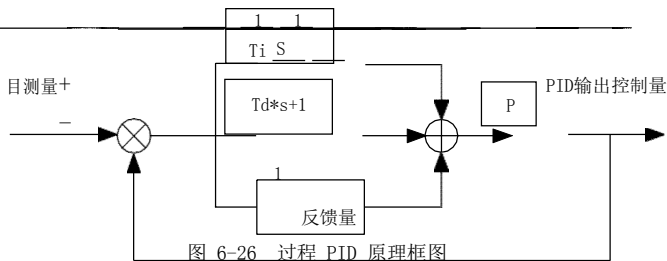 1 1
Ti S
目测量+
PID输出控制量
Td*s+1
P
−
1
反馈量
图 6-26 过程 PID 原理框图